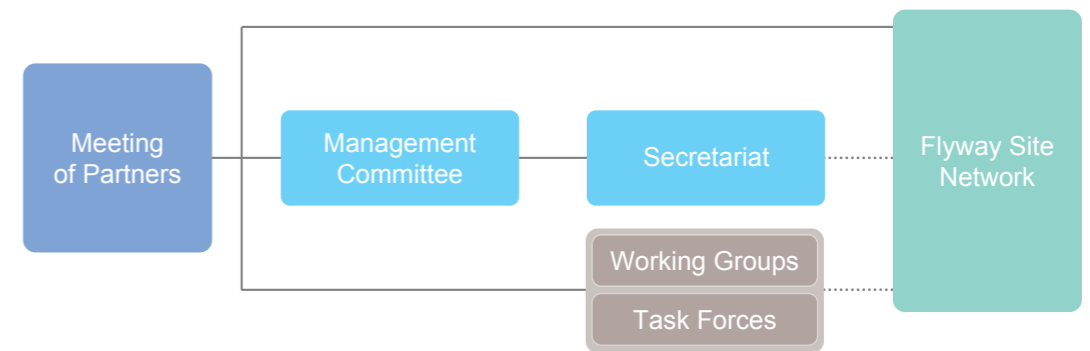 Meeting
of Partners
Management
Committee
Secretariat
Flyway Site
Network
Working Groups
Task Forces